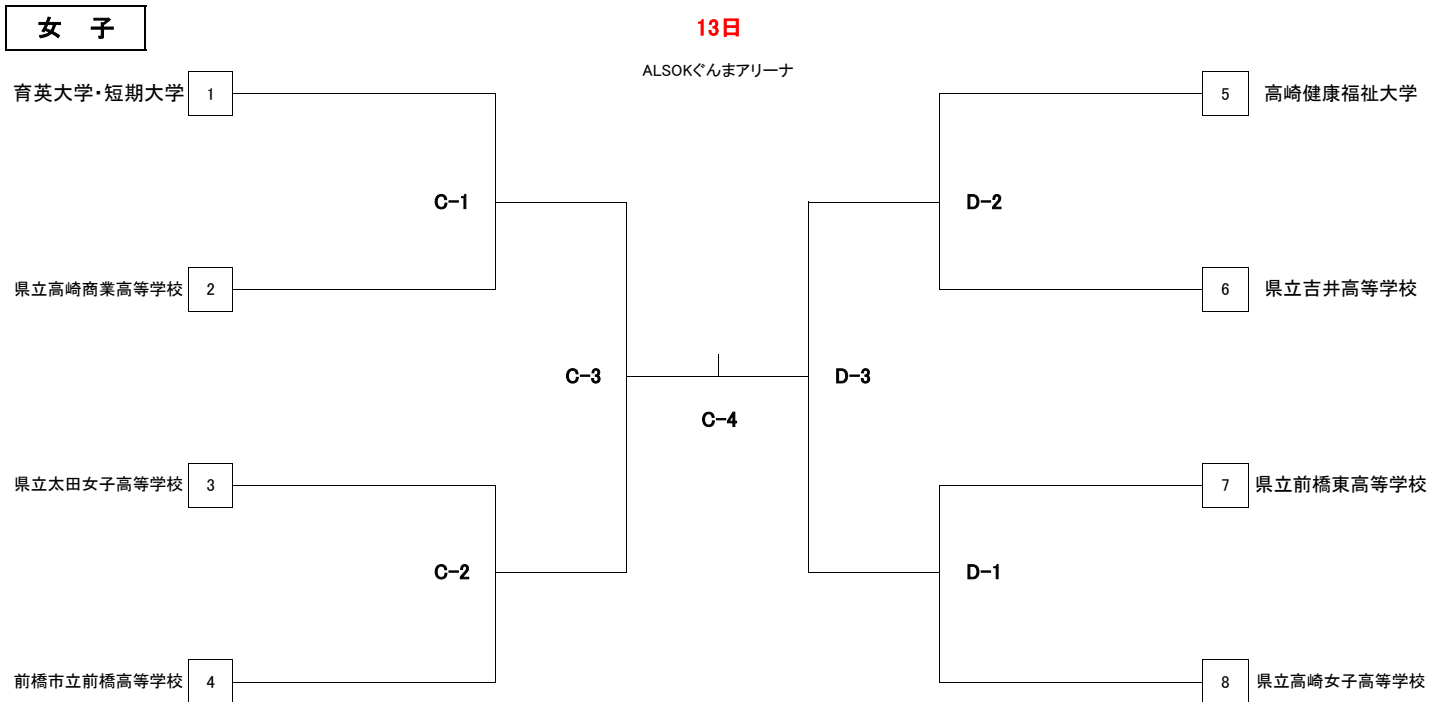 女 子
13日
ALSOKぐんまアリーナ
育英大学・短期大学 1
5 高崎健康福祉大学
C-1
D-2
県立高崎商業高等学校 2
6 県立吉井高等学校
C-3
D-3
C-4
県立太田女子高等学校 3
7 県立前橋東高等学校
C-2
D-1
前橋市立前橋高等学校 4
8 県立高崎女子高等学校